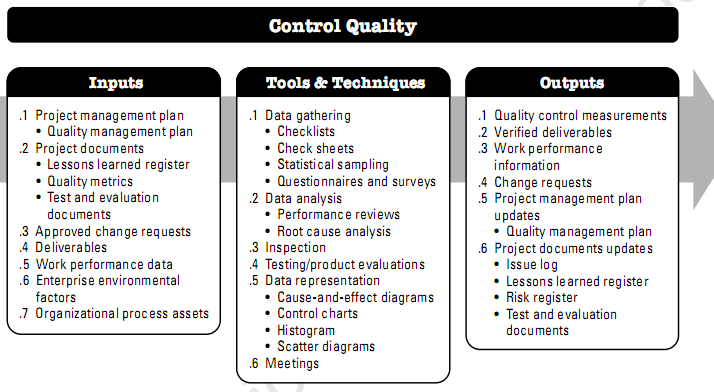 Control Quality
Inputs
.1 Project management plan
• Quality management plan
.2 Project documents
• Lessons learned register
• Quality metrics
• Test and evaluation
documents
.3 Approved change requests
.4 Deliverables
.5 Work performance data
.6 Enterprise environmental
factors
.7 Organizational process assets
Tools & Techniques
.1 Data gathering
• Checklists
• Check sheets
• Statistical sampling
• Questionnaires and surveys
.2 Data analysis
• Performance reviews
• Root cause analysis
.3 Inspection
.4 Testing/product evaluations
.5 Data representation
• Cause-and-effect diagrams
• Control charts
• Histogram
• Scatter diagrams
.6 Meetings
Outputs
.1 Quality control measurements
.2 Verified deliverables
.3 Work performance
information
.4 Change requests
.5 Project management plan
updates
• Quality management plan
.6 Project documents updates
• Issue log
• Lessons learned register
• Risk register
• Test and evaluation
documents